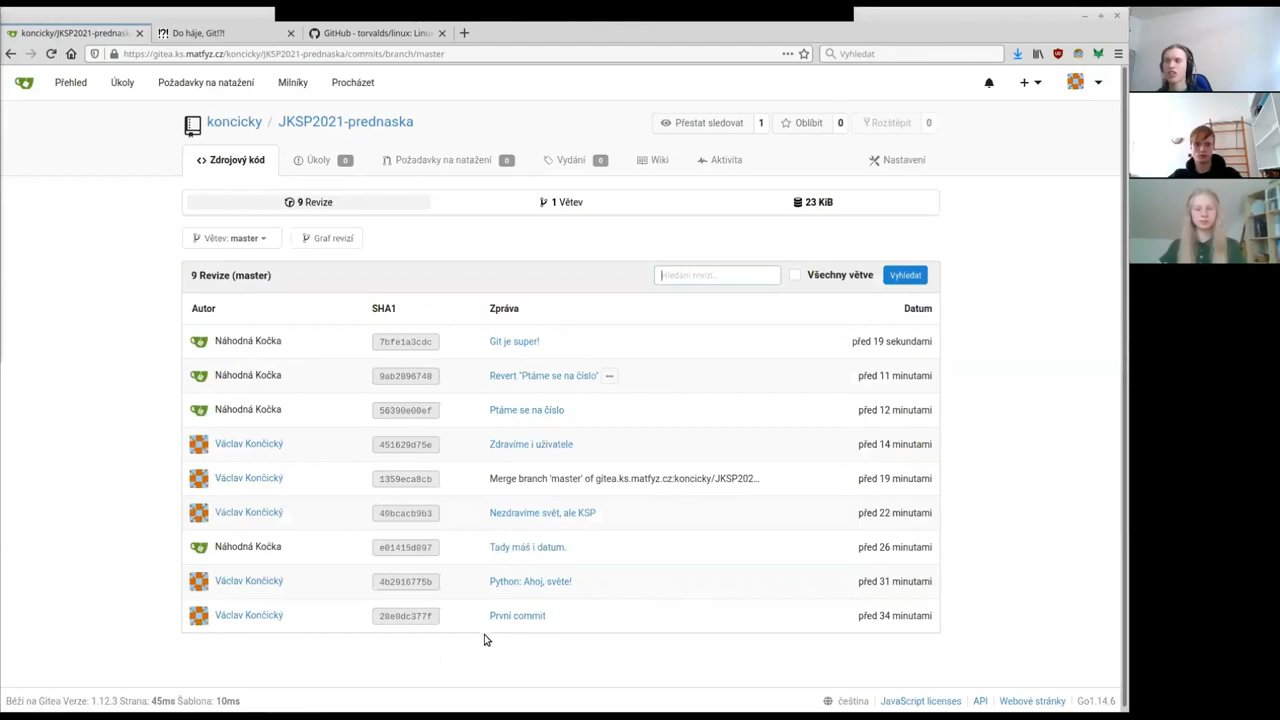 koncicky/JKSP2021-prednaska
Do háje, Git!?!
GitHub - torvalds/linux: Linu
https://gitea.ks.matfyz.cz/koncicky/JKSP2021-prednaska/commits/branch/master
Vyhledat
Přehled Úkoly Požadavky na natažení Milníky Procházet
koncicky / JKSP2021-prednaska
Přestat sledovat 1 Oblíbit 0 Rozštěpit 0
Zdrojový kód Úkoly 0 Požadavky na natažení 0 Vydání 0 Wiki Aktivita Nastavení
9 Revize 1 Větev 23 KiB
Větev: master Graf revizí
9 Revize (master) Hledání revizí... Všechny větve Vyhledat
Autor SHA1 Zpráva Datum
Náhodná Kočka 7bfe1a3cdc Git je super! před 19 sekundami
Náhodná Kočka 9ab2896748 Revert "Ptáme se na číslo" ... před 11 minutami
Náhodná Kočka 56390e00ef Ptáme se na číslo před 12 minutami
Václav Končický 451629d75e Zdravíme i uživatele před 14 minutami
Václav Končický 1359eca8cb Merge branch 'master' of gitea.ks.matfyz.cz:koncicky/JKSP202... před 19 minutami
Václav Končický 49bcacb9b3 Nezdravíme svět, ale KSP před 22 minutami
Náhodná Kočka e01415d097 Tady máš i datum. před 26 minutami
Václav Končický 4b2916775b Python: Ahoj, světe! před 31 minutami
Václav Končický 28e0dc377f První commit před 34 minutami
Běží na Gitea Verze: 1.12.3 Strana: 45ms Šablona: 10ms čeština JavaScript licenses API Webové stránky Go1.14.6